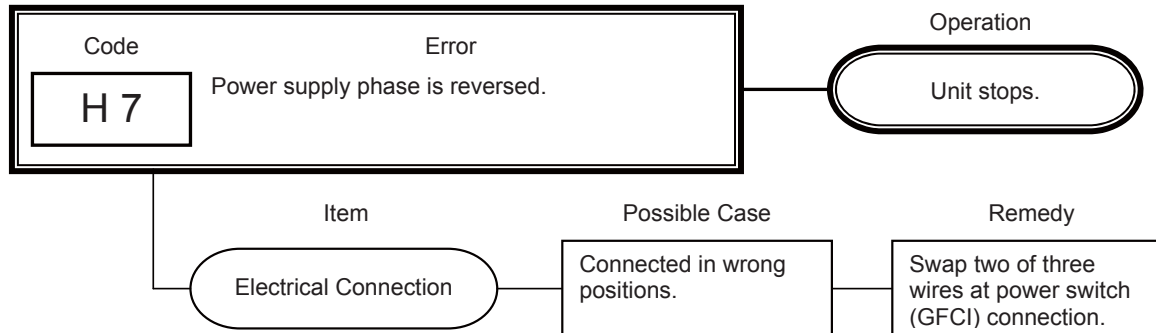 Operation
Code
Error
H 7
Power supply phase is reversed.
Unit stops.
Item
Possible Case
Remedy
Electrical Connection
Connected in wrong
positions.
Swap two of three
wires at power switch
(GFCI) connection.